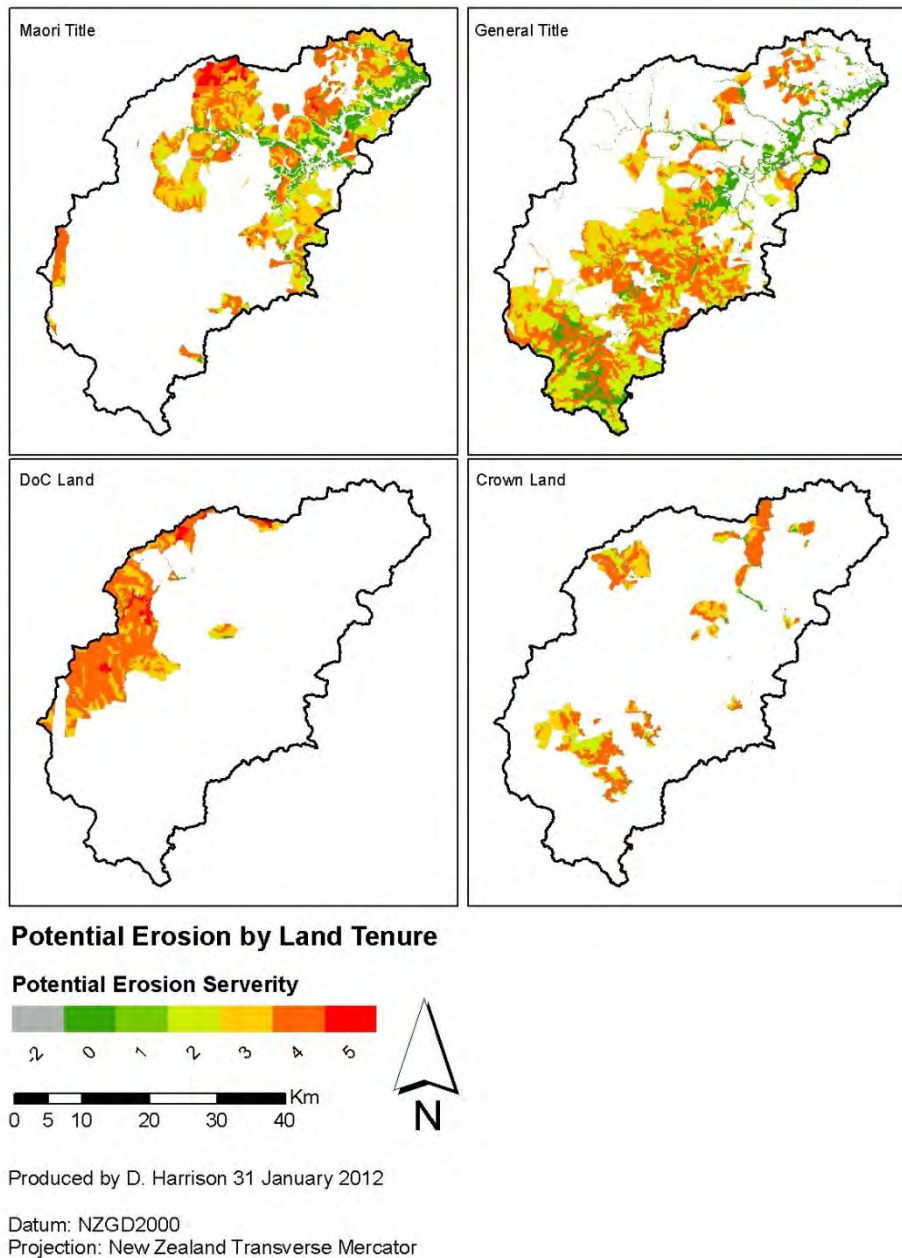 Maori Title
General Title
DoC Land
Crown Land
Potential Erosion by Land Tenure
Potential Erosion Serverity
-2 0 1 2 3 4 5
Km
0 5 10 20 30 40
N
Produced by D. Harrison 31 January 2012
Datum: NZGD2000
Projection: New Zealand Transverse Mercator